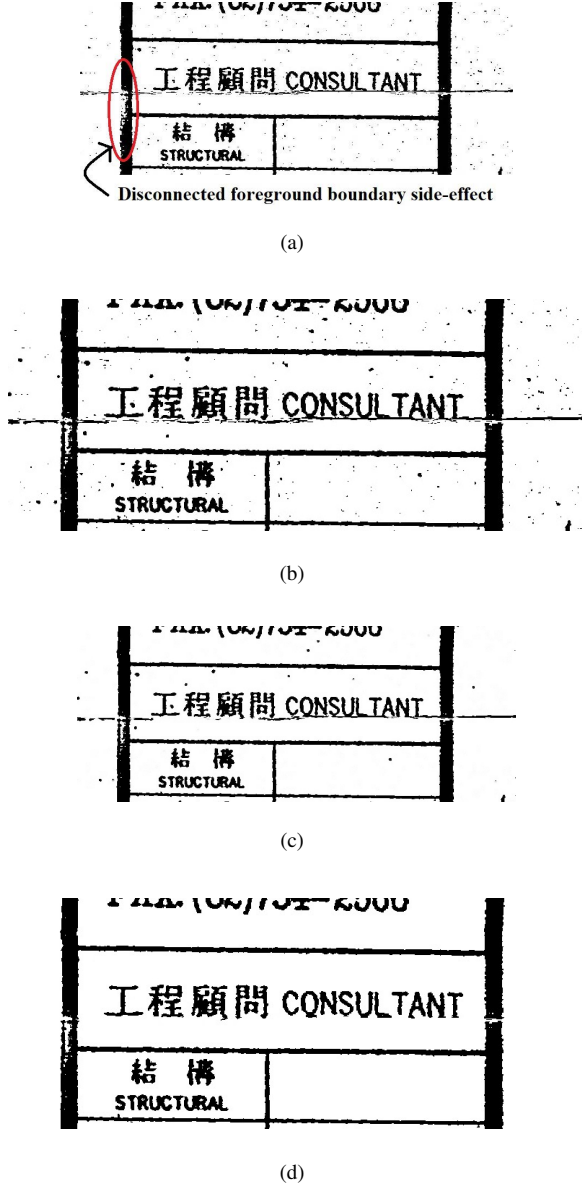 工程顧問 CONSULTANT
結 構
STRUCTURAL
Disconnected foreground boundary side-effect
(a)
工程顧問 CONSULTANT
結 構
STRUCTURAL
(b)
工程顧問 CONSULTANT
結 構
STRUCTURAL
(c)
工程顧問 CONSULTANT
結 構
STRUCTURAL
(d)